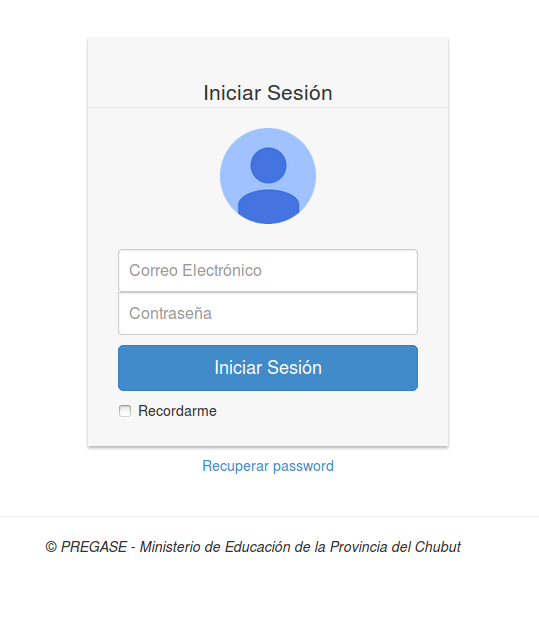 Iniciar Sesión
Correo Electrónico
Contraseña
Iniciar Sesión
Recordarme
Recuperar password
© PREGASE - Ministerio de Educación de la Provincia del Chubut